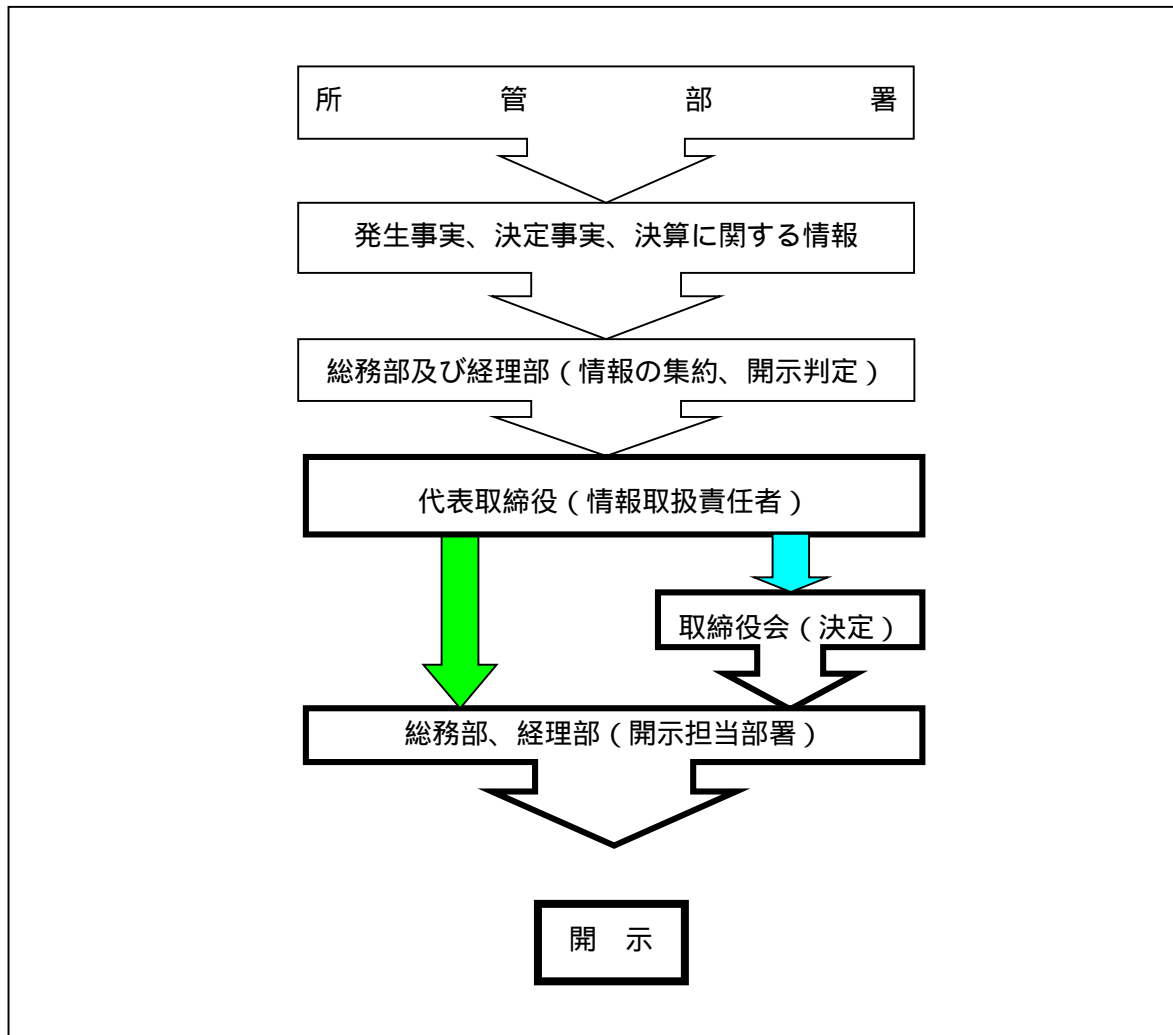 所管部署
発生事実、決定事実、決算に関する情報
総務部及び経理部(情報の集約、開示判定)
代表取締役(情報取扱責任者)
取締役会(決定)
総務部、経理部(開示担当部署)
開 示